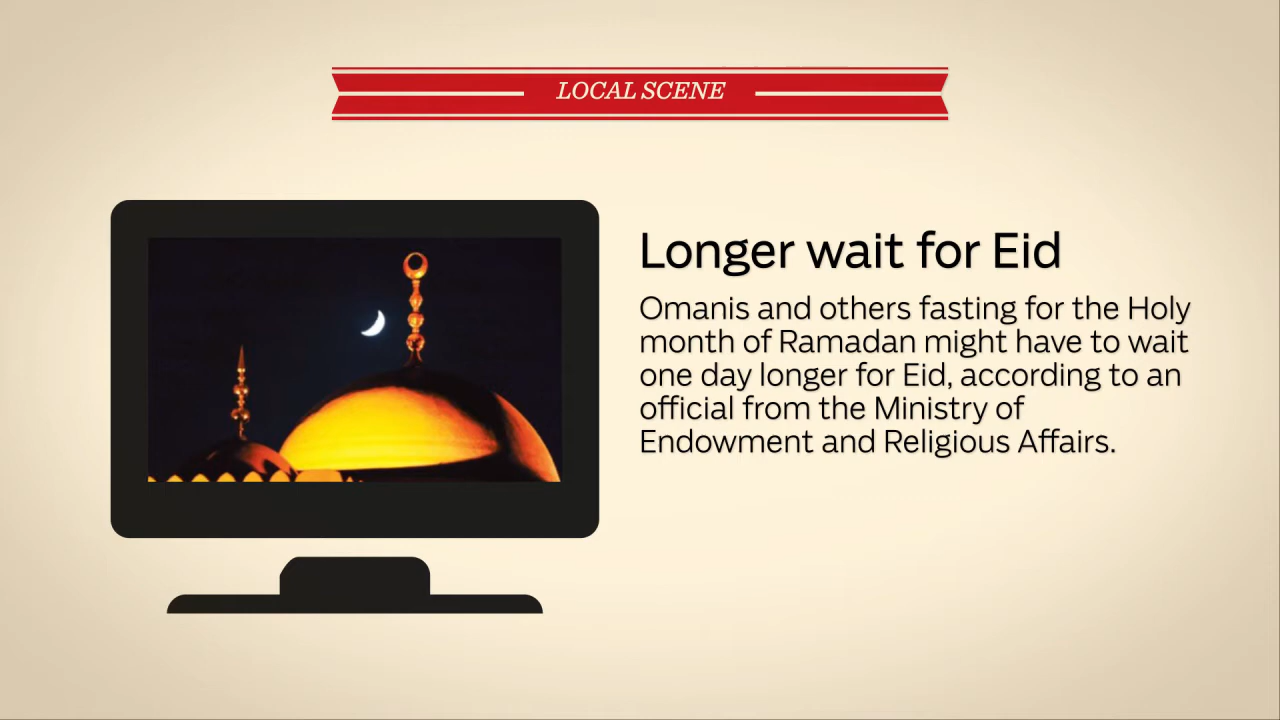 LOCAL SCENE
Longer wait for Eid
Omanis and others fasting for the Holy
month of Ramadan might have to wait
one day longer for Eid, according to an
official from the Ministry of
Endowment and Religious Affairs.